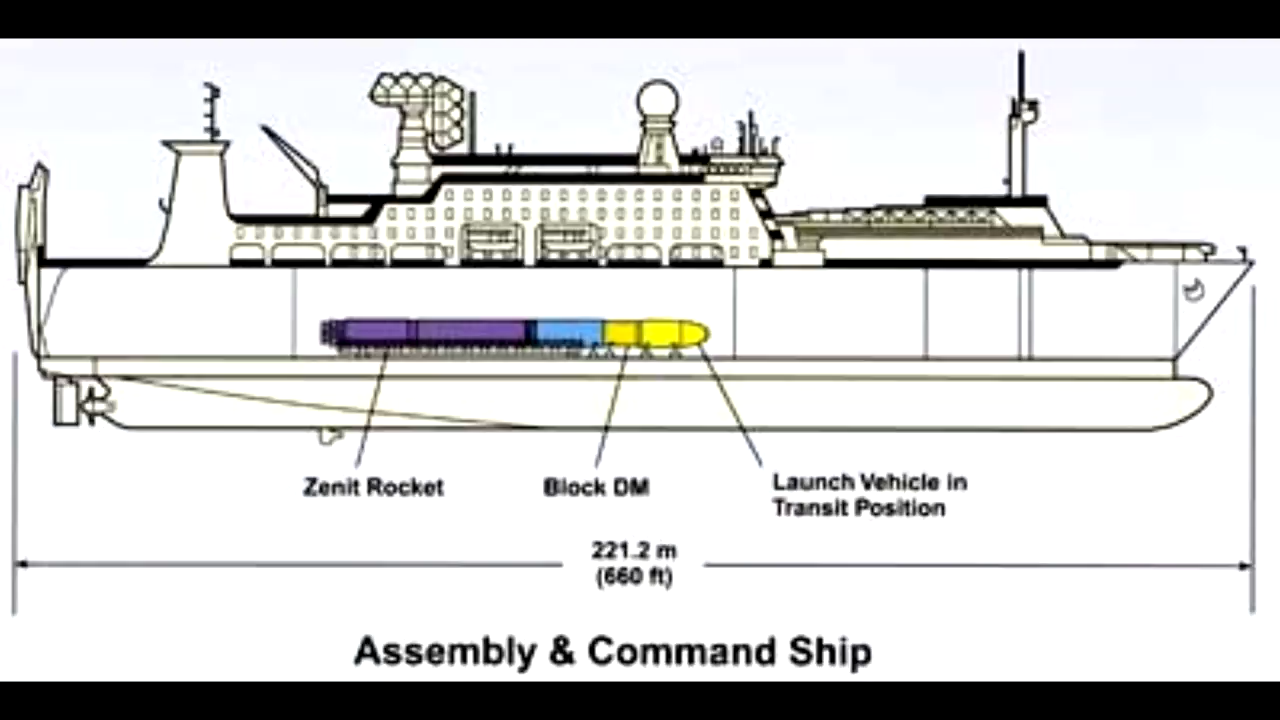 Zenit Rocket
Block DM
Launch Vehicle in
Transit Position
221.2 m
(660 ft)
Assembly & Command Ship